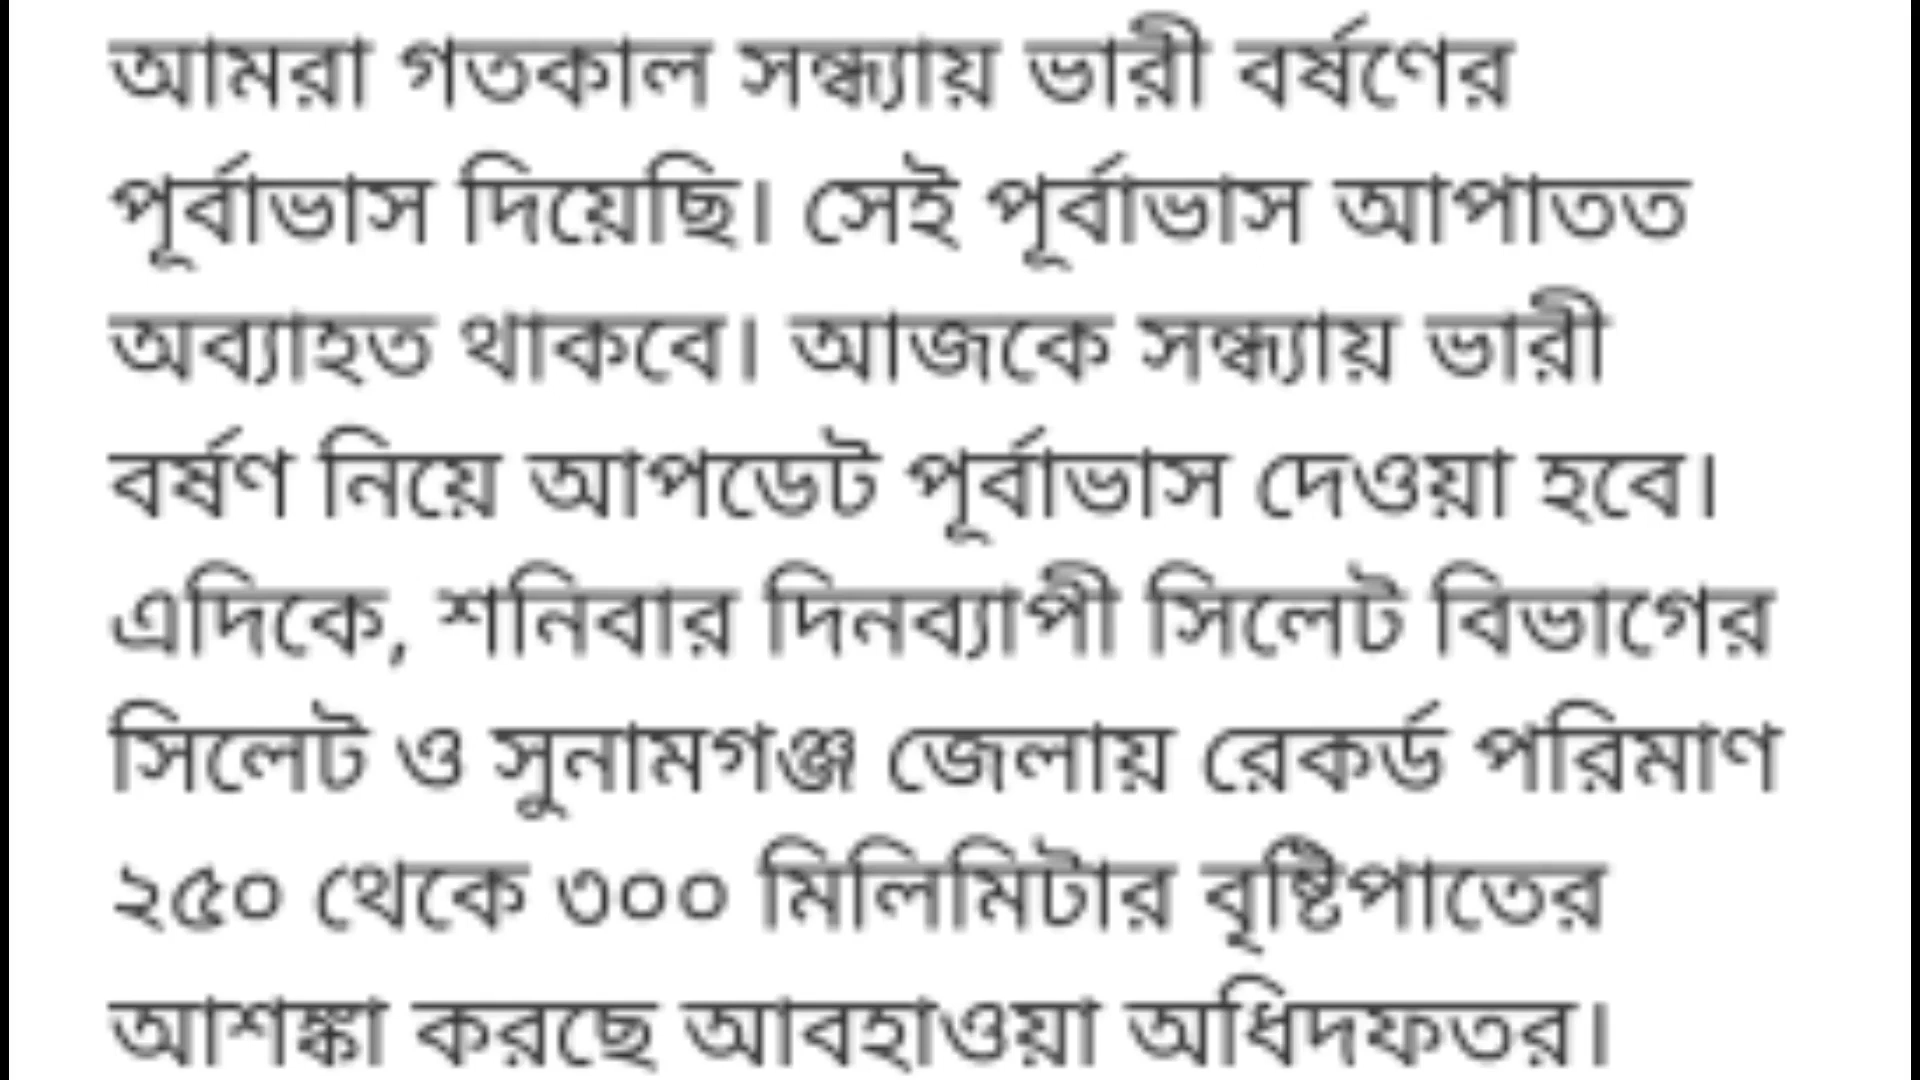 আমরা গতকাল সন্ধ্যায় ভারী বর্ষণের
পূর্বাভাস দিয়েছি। সেই পূর্বাভাস আপাতত
অব্যাহত থাকবে। আজকে সন্ধ্যায় ভারী
বর্ষণ নিয়ে আপডেট পূর্বাভাস দেওয়া হবে।
এদিকে, শনিবার দিনব্যাপী সিলেট বিভাগের
সিলেট ও সুনামগঞ্জ জেলায় রেকর্ড পরিমাণ
২৫০ থেকে ৩০০ মিলিমিটার বৃষ্টিপাতের
আশঙ্কা করছে আবহাওয়া অধিদফতর।